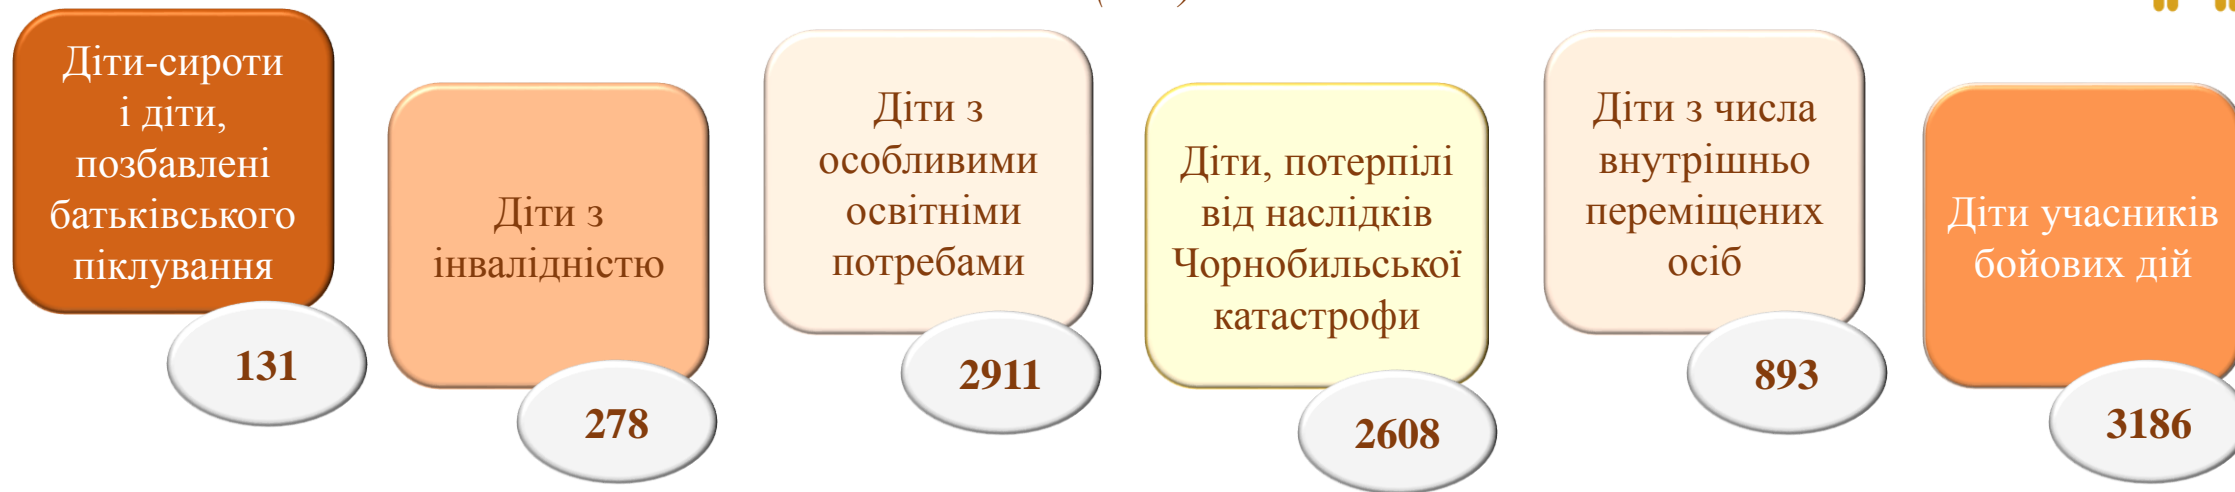 Діти-сироти
і діти,
позбавлені
батьківського
піклування
131
Діти з
інвалідністю
278
Діти з
особливими
освітніми
потребами
2911
Діти, потерпілі
від наслідків
Чорнобильської
катастрофи
2608
Діти з числа
внутрішньо
переміщених
осіб
893
Діти учасників
бойових дій
3186